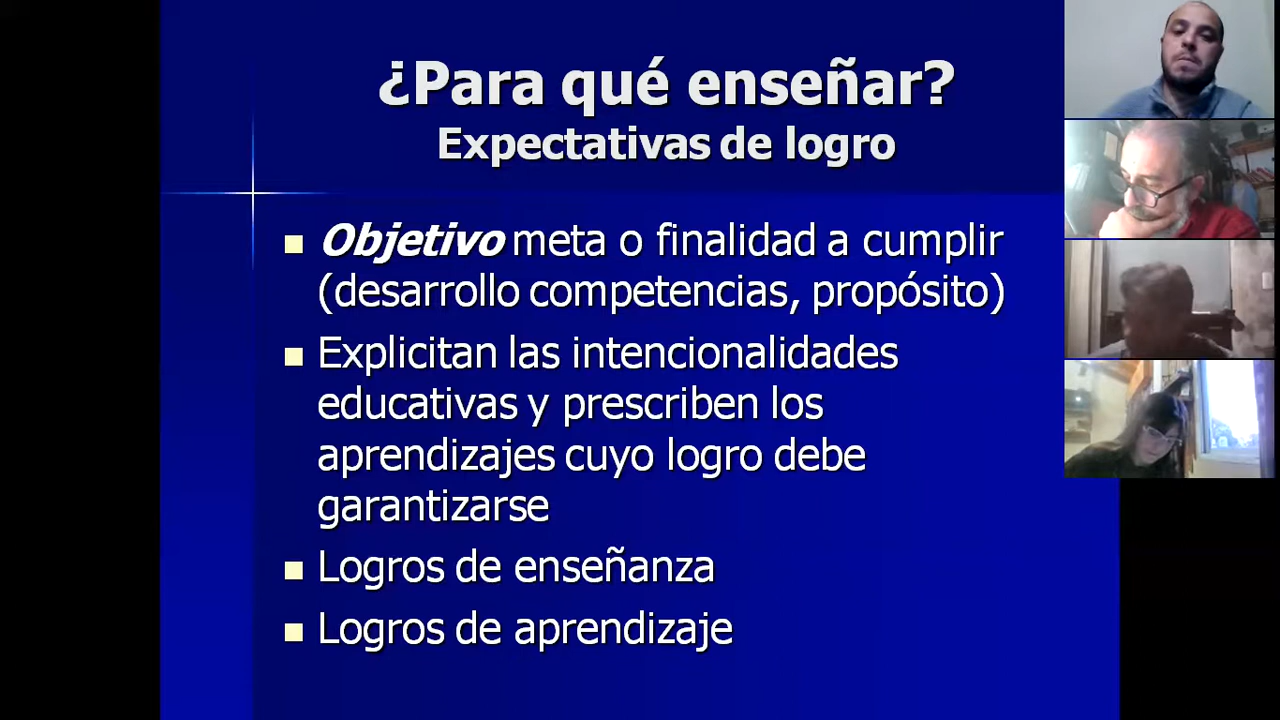 ¿Para qué enseñar?
Expectativas de logro
Objetivo meta o finalidad a cumplir
(desarrollo competencias, propósito)
Explicitan las intencionalidades
educativas y prescriben los
aprendizajes cuyo logro debe
garantizarse
Logros de enseñanza
Logros de aprendizaje